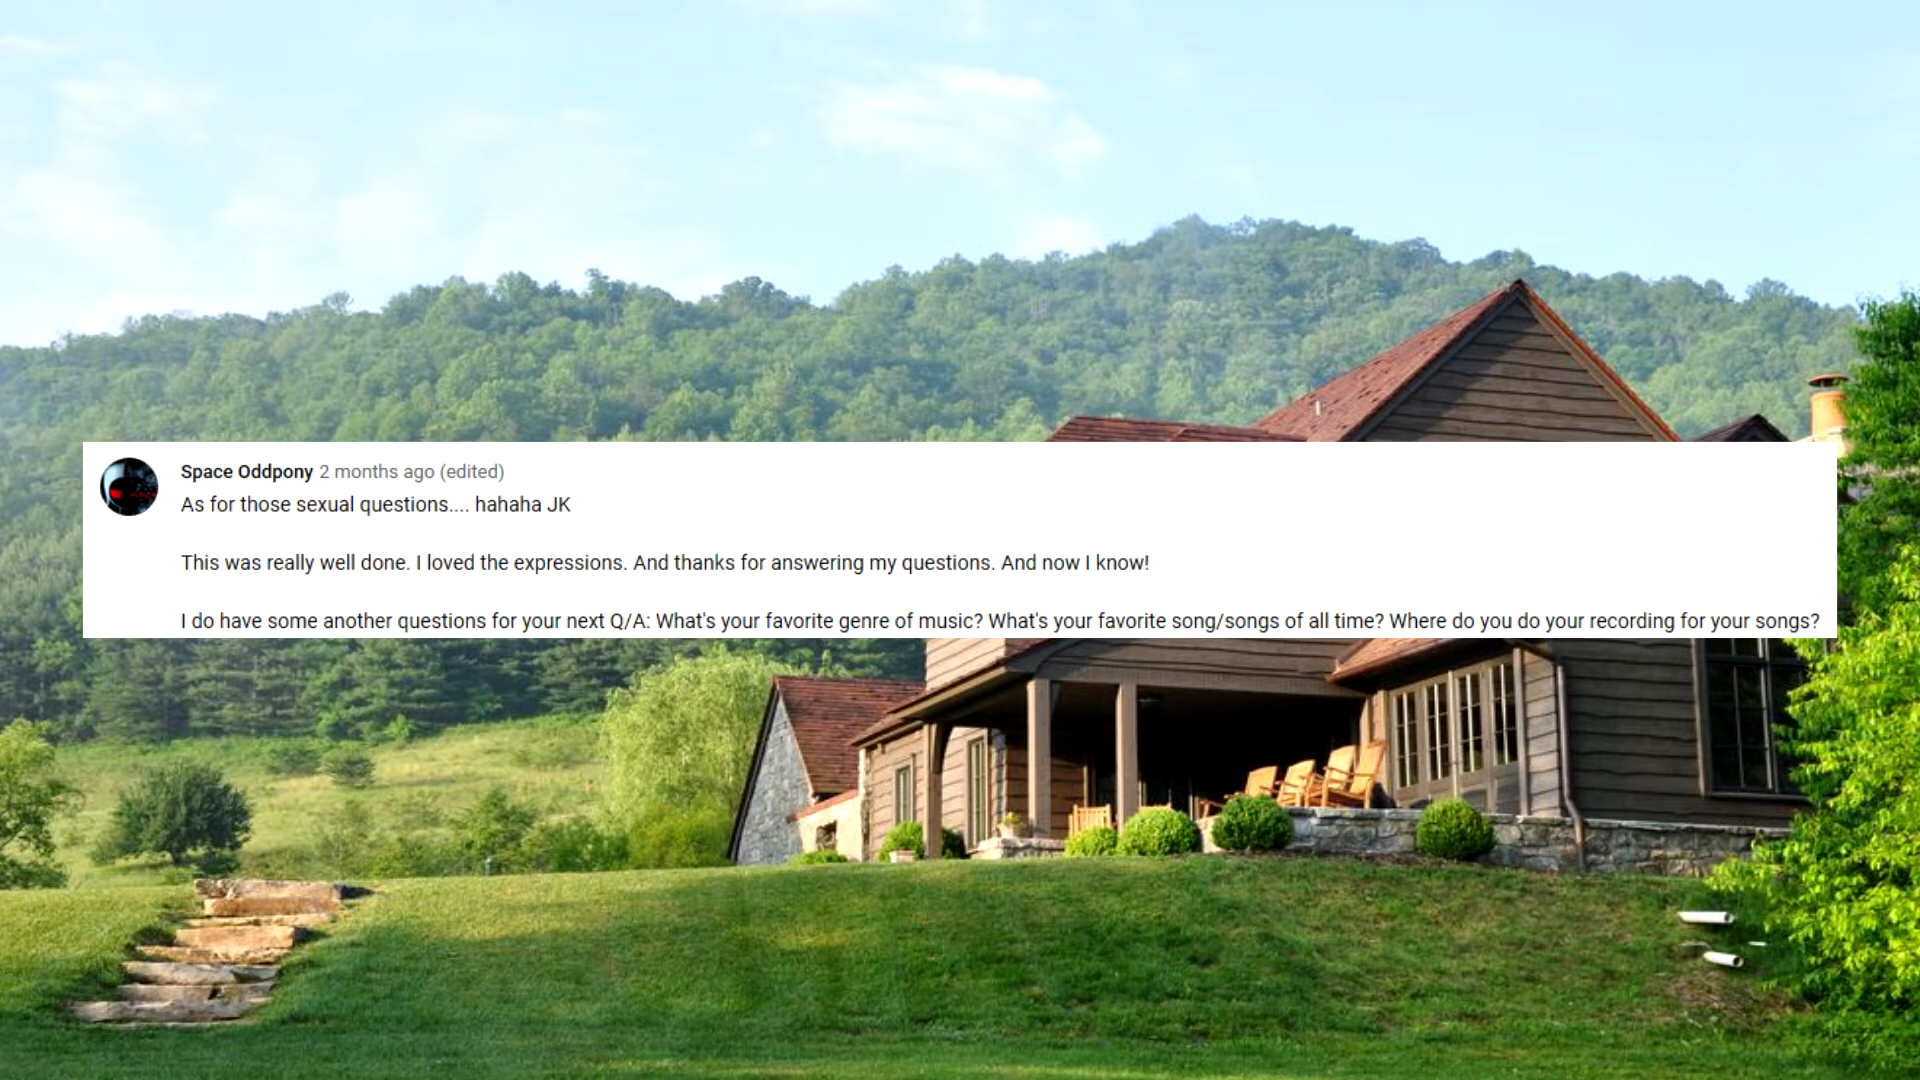 Space Oddpony 2 months ago (edited)
As for those sexual questions.... hahaha JK
This was really well done. I loved the expressions. And thanks for answering my questions. And now I know!
I do have some another questions for your next Q/A: What's your favorite genre of music? What's your favorite song/songs of all time? Where do you do your recording for your songs?